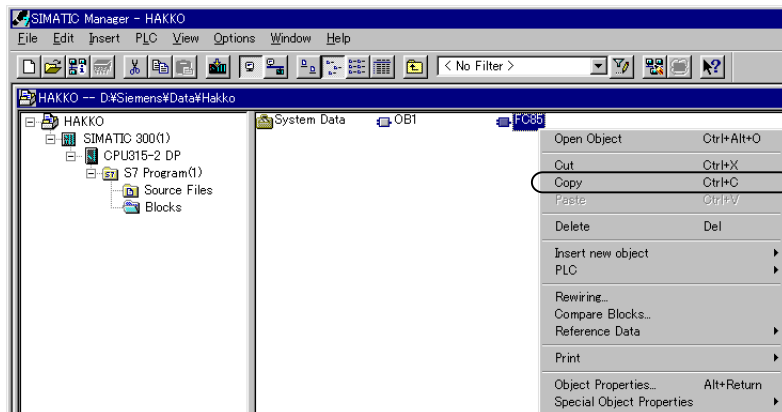 SIMATIC Manager - HAKKO
File Edit Insert PLC View Options Window Help
< No Filter >
HAKKO -- D:¥Siemens¥Data¥Hakko
HAKKO
SIMATIC 300(1)
CPU315-2 DP
S7 Program(1)
Source Files
Blocks
System Data
OB1
FC85
Open Object Ctrl+Alt+O
Cut Ctrl+X
Copy Ctrl+C
Paste Ctrl+V
Delete Del
Insert new object
PLC
Rewiring...
Compare Blocks...
Reference Data
Print
Object Properties... Alt+Return
Special Object Properties